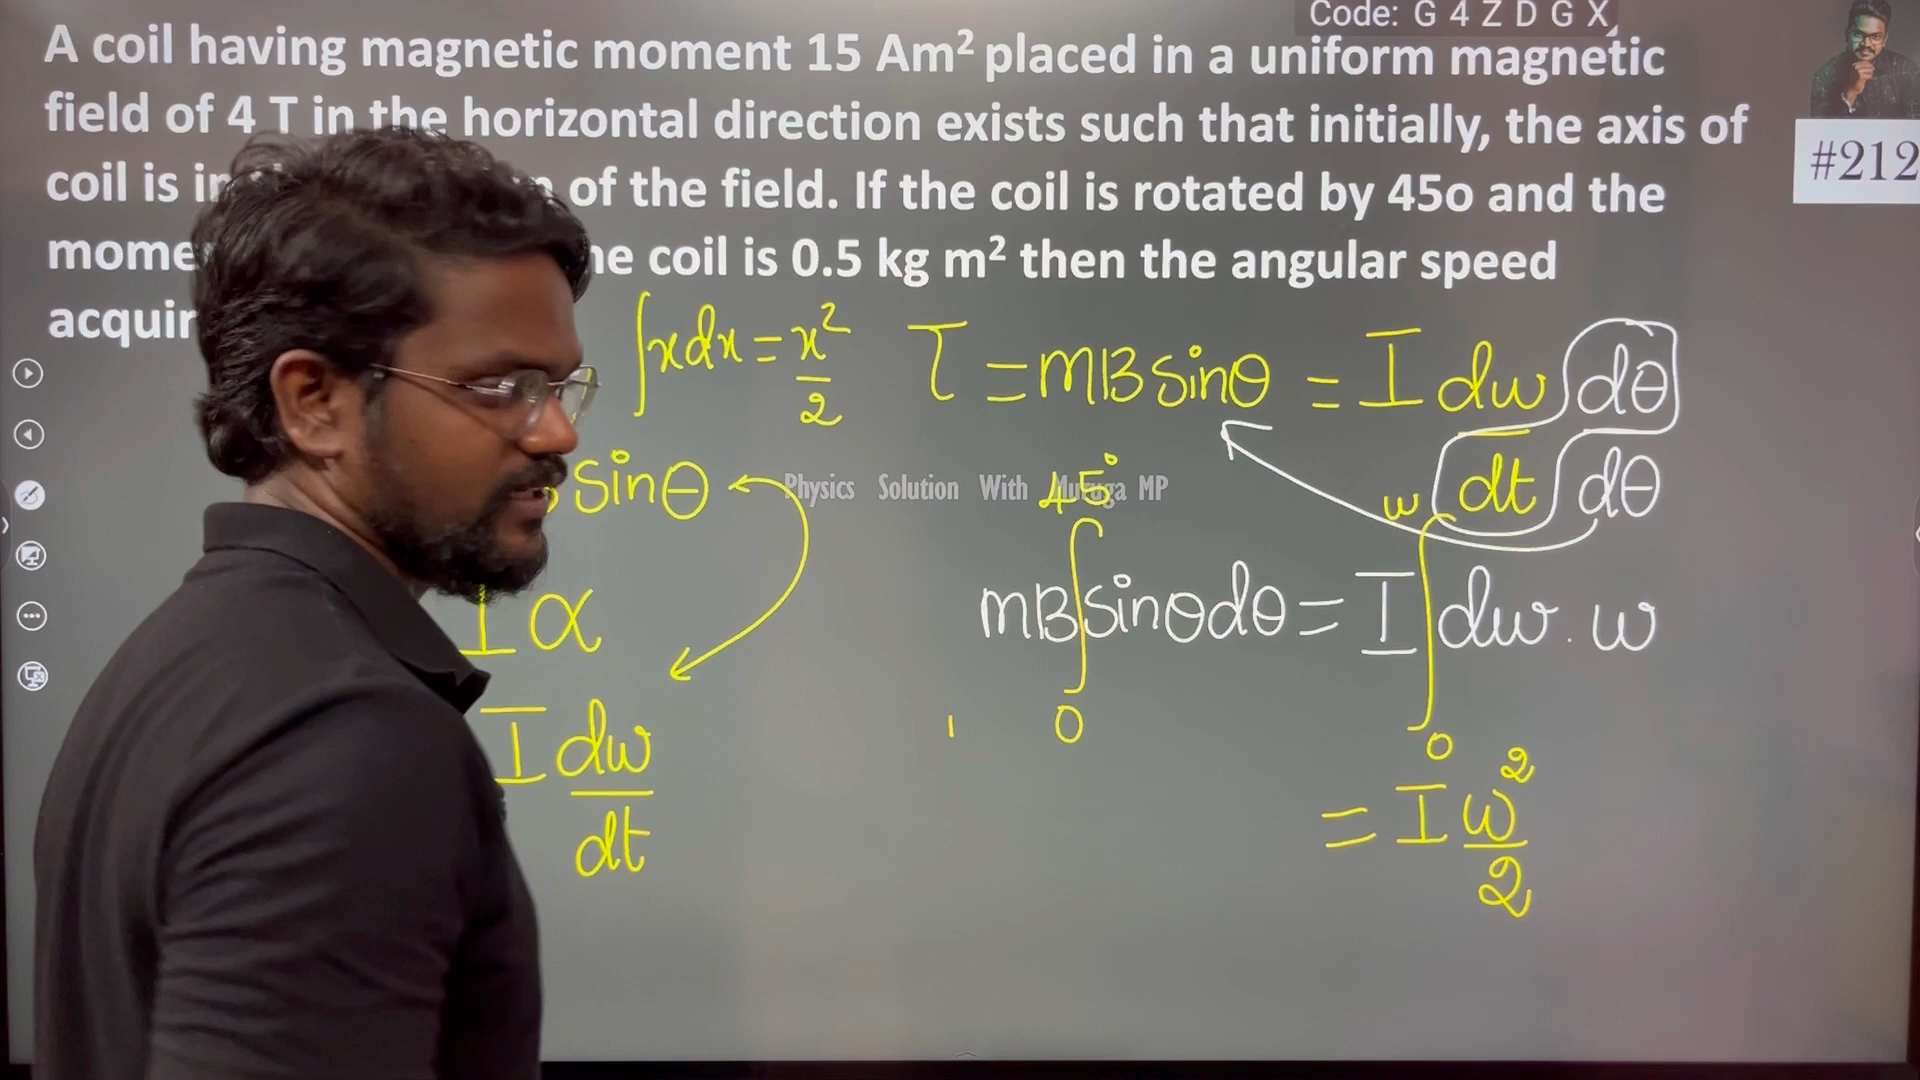 Code: G 4 Z D G X
A coil having magnetic moment 15 Am² placed in a uniform magnetic
field of 4 T in the horizontal direction exists such that initially, the axis of
coil is in of the field. If the coil is rotated by 45o and the
mome he coil is 0.5 kg m² then the angular speed
acquir
#212
∫xdx = x²/2
τ = mB sinθ = I dω/dt dθ/dθ
sinθ
Physics Solution With Muruga MP
Iα
mB ∫₀^45° sinθdθ = I ∫₀^ω dω . ω
I dω/dt
= I ω²/2